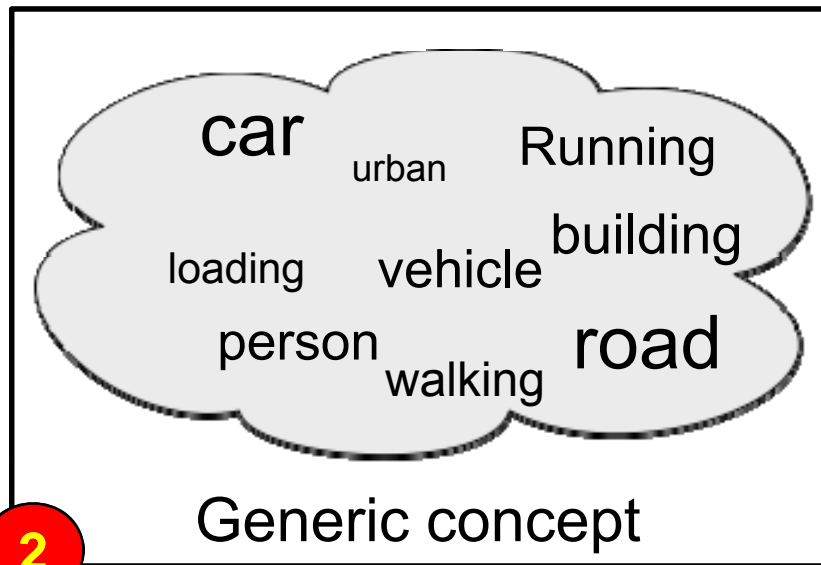 car
urban
Running
building
loading
vehicle
person
road
walking
Generic concept
2